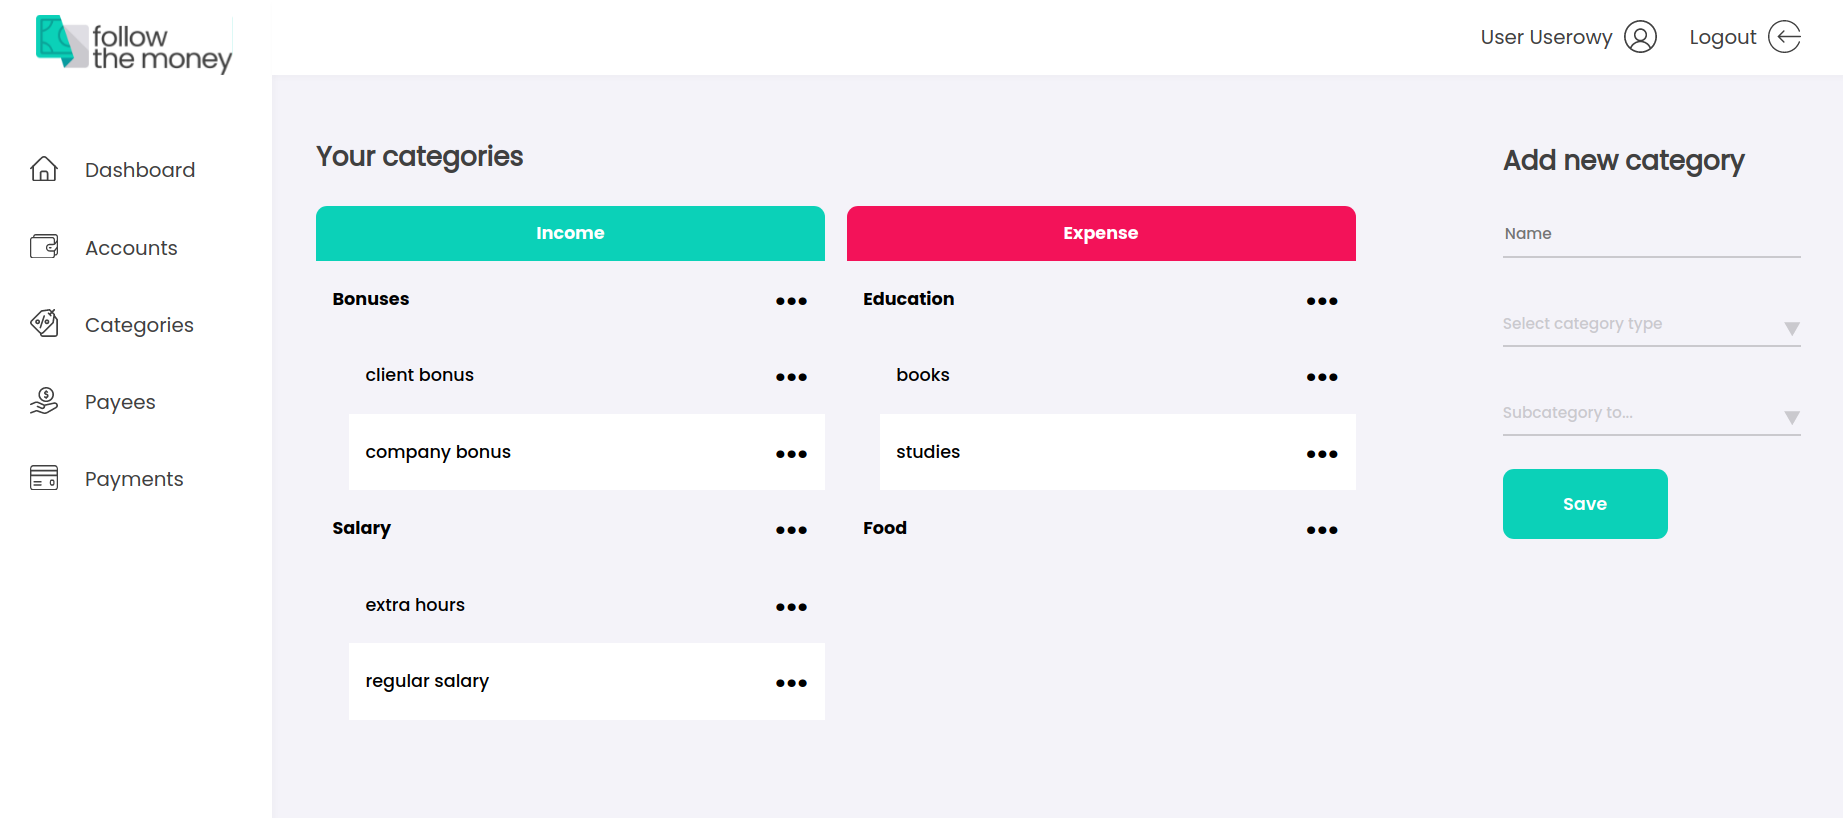 follow
the money
User Userowy
Logout
Dashboard
Accounts
Categories
Payees
Payments
Your categories
Income
Bonuses
client bonus
company bonus
Salary
extra hours
regular salary
Expense
Education
books
studies
Food
Add new category
Name
Select category type
Subcategory to...
Save